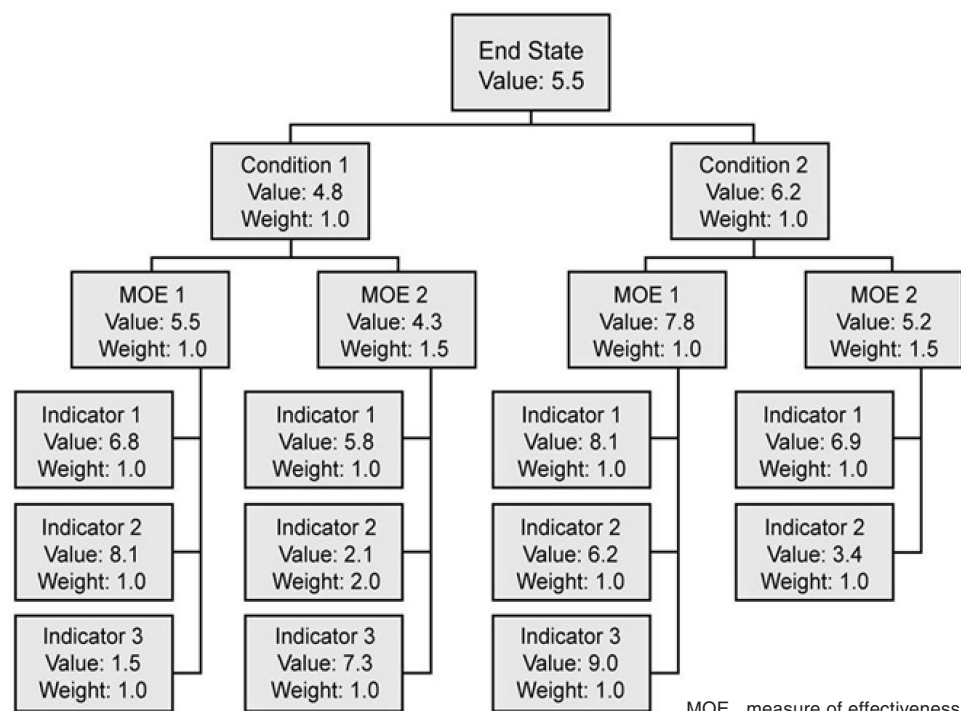 End State
Value: 5.5
Condition 1
Value: 4.8
Weight: 1.0
Condition 2
Value: 6.2
Weight: 1.0
MOE 1
Value: 5.5
Weight: 1.0
MOE 2
Value: 4.3
Weight: 1.5
MOE 1
Value: 7.8
Weight: 1.0
MOE 2
Value: 5.2
Weight: 1.5
Indicator 1
Value: 6.8
Weight: 1.0
Indicator 2
Value: 8.1
Weight: 1.0
Indicator 3
Value: 1.5
Weight: 1.0
Indicator 1
Value: 5.8
Weight: 1.0
Indicator 2
Value: 2.1
Weight: 2.0
Indicator 3
Value: 7.3
Weight: 1.0
Indicator 1
Value: 8.1
Weight: 1.0
Indicator 2
Value: 6.2
Weight: 1.0
Indicator 3
Value: 9.0
Weight: 1.0
Indicator 1
Value: 6.9
Weight: 1.0
Indicator 2
Value: 3.4
Weight: 1.0
MOE measure of effectiveness